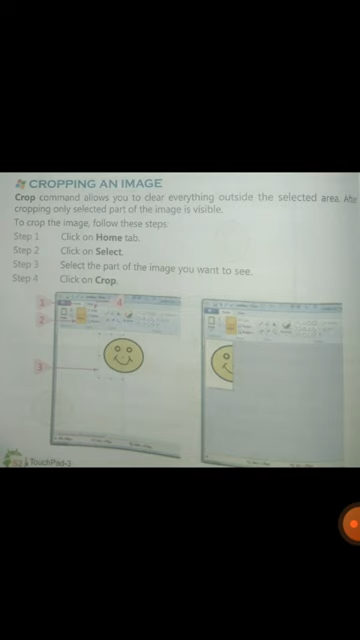 CROPPING AN IMAGE
Crop command allows you to clear everything outside the selected area. After
cropping only selected part of the image is visible.
To crop the image, follow these steps:
Step 1 Click on Home tab.
Step 2 Click on Select.
Step 3 Select the part of the image you want to see.
Step 4 Click on Crop.
1
4
2
3
52 TouchPad-3